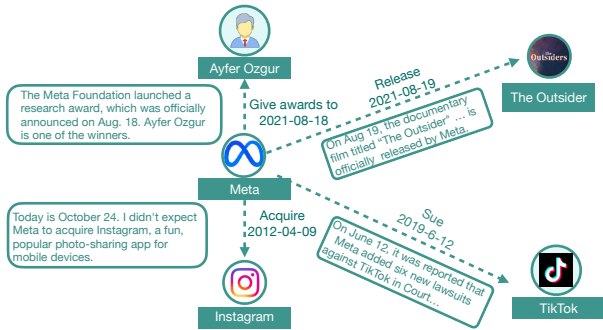 Ayfer Ozgur
The Meta Foundation launched a
research award, which was officially
announced on Aug. 18. Ayfer Ozgur
is one of the winners.
Give awards to
2021-08-18
Release
2021-08-19
The
Outsiders
The Outsider
On Aug 19, the documentary
film titled “The Outsider” … is
officially released by Meta.
Meta
Today is October 24. I didn't expect
Meta to acquire Instagram, a fun,
popular photo-sharing app for
mobile devices.
Acquire
2012-04-09
Instagram
Sue
2019-6-12
On June 12, it was reported that
Meta added six new lawsuits
against TikTok in Court…
TikTok